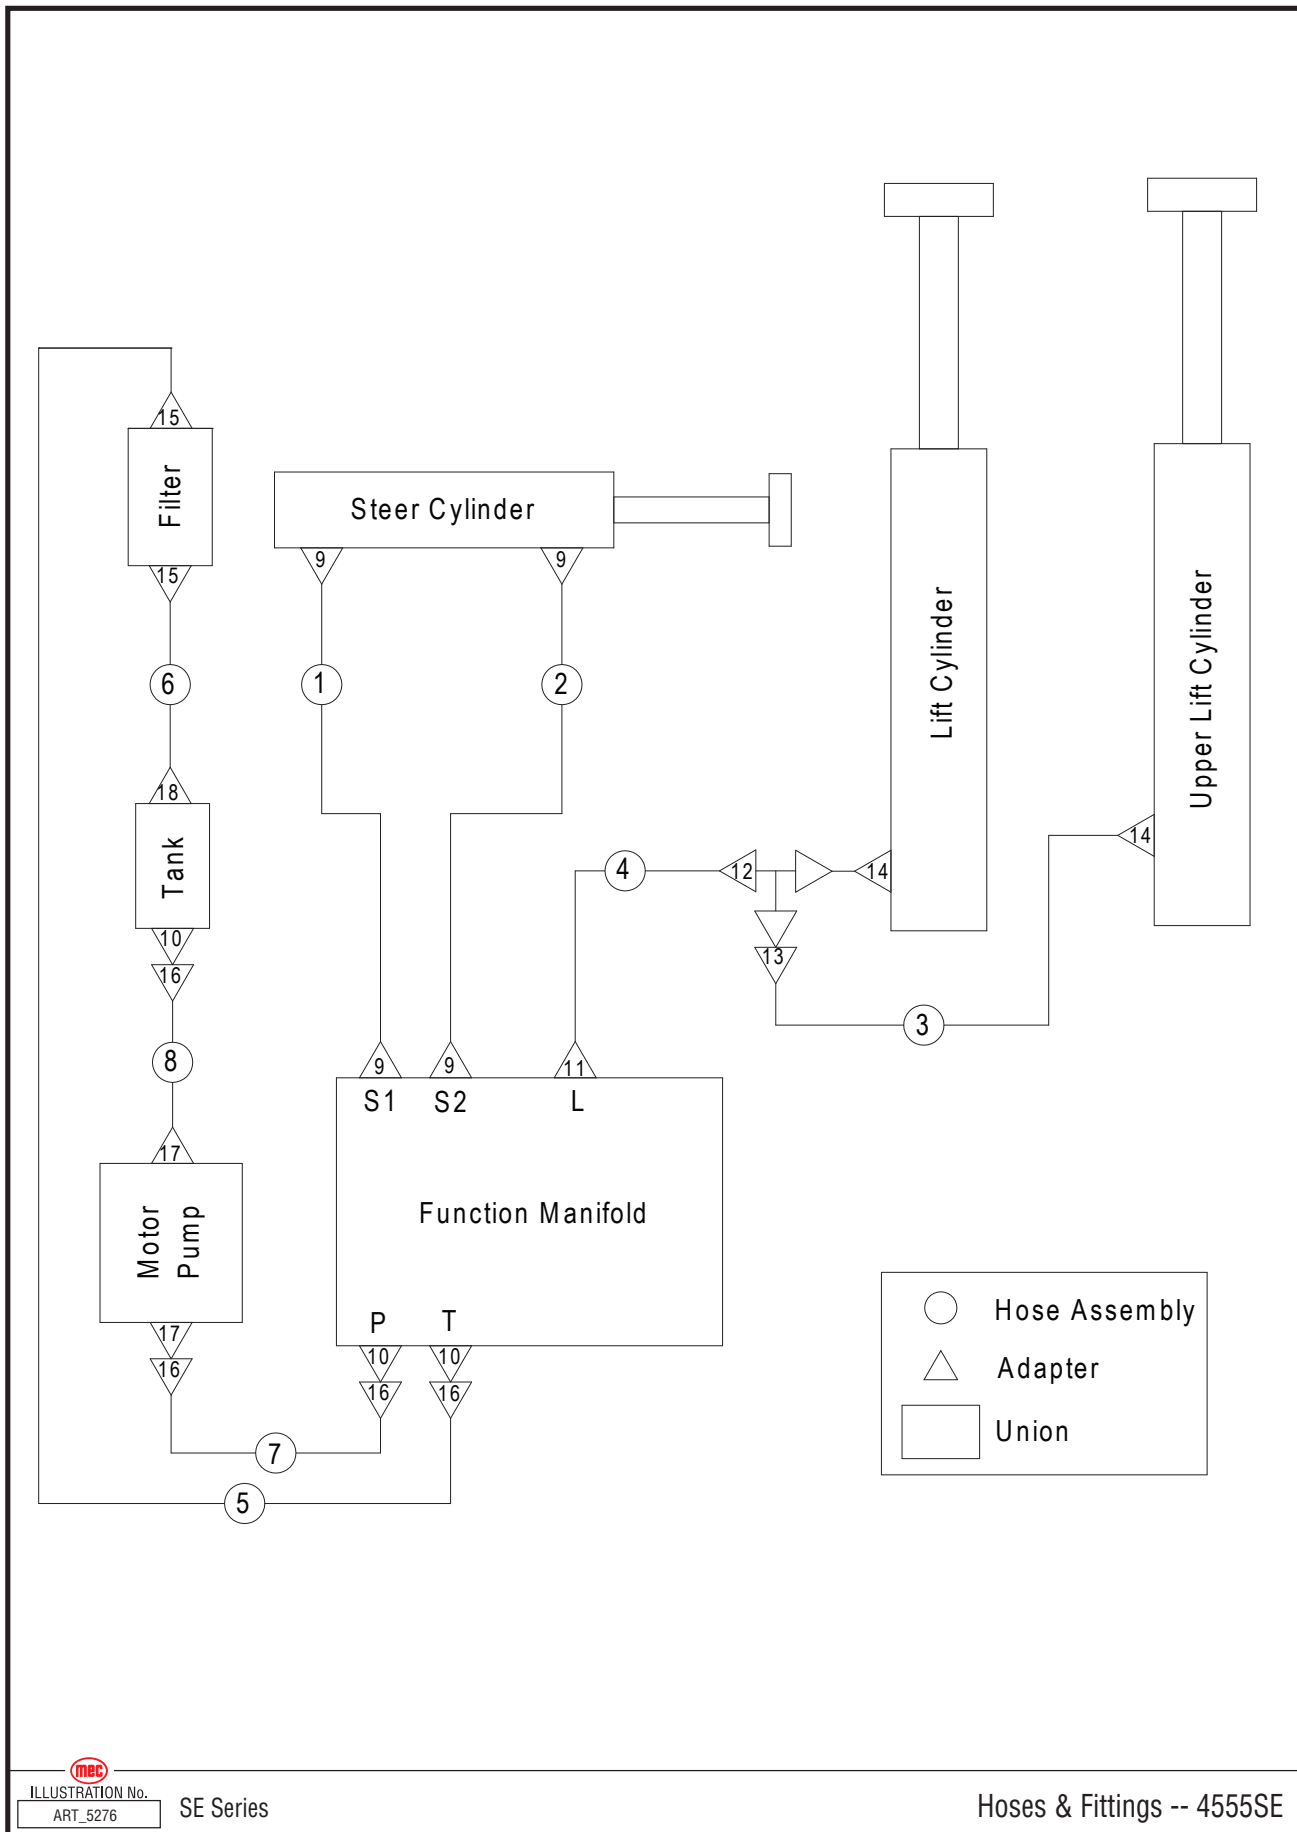 15
Filter
15
6
18
Tank
10
16
8
17
Motor
Pump
17
16
7
5
Steer Cylinder
9
9
1
2
9
9
11
S1
S2
L
Function Manifold
P
T
10
10
16
16
4
12
14
13
3
14
Lift Cylinder
Upper Lift Cylinder
Hose Assembly
Adapter
Union
mec
ILLUSTRATION No.
ART_5276
SE Series
Hoses & Fittings -- 4555SE